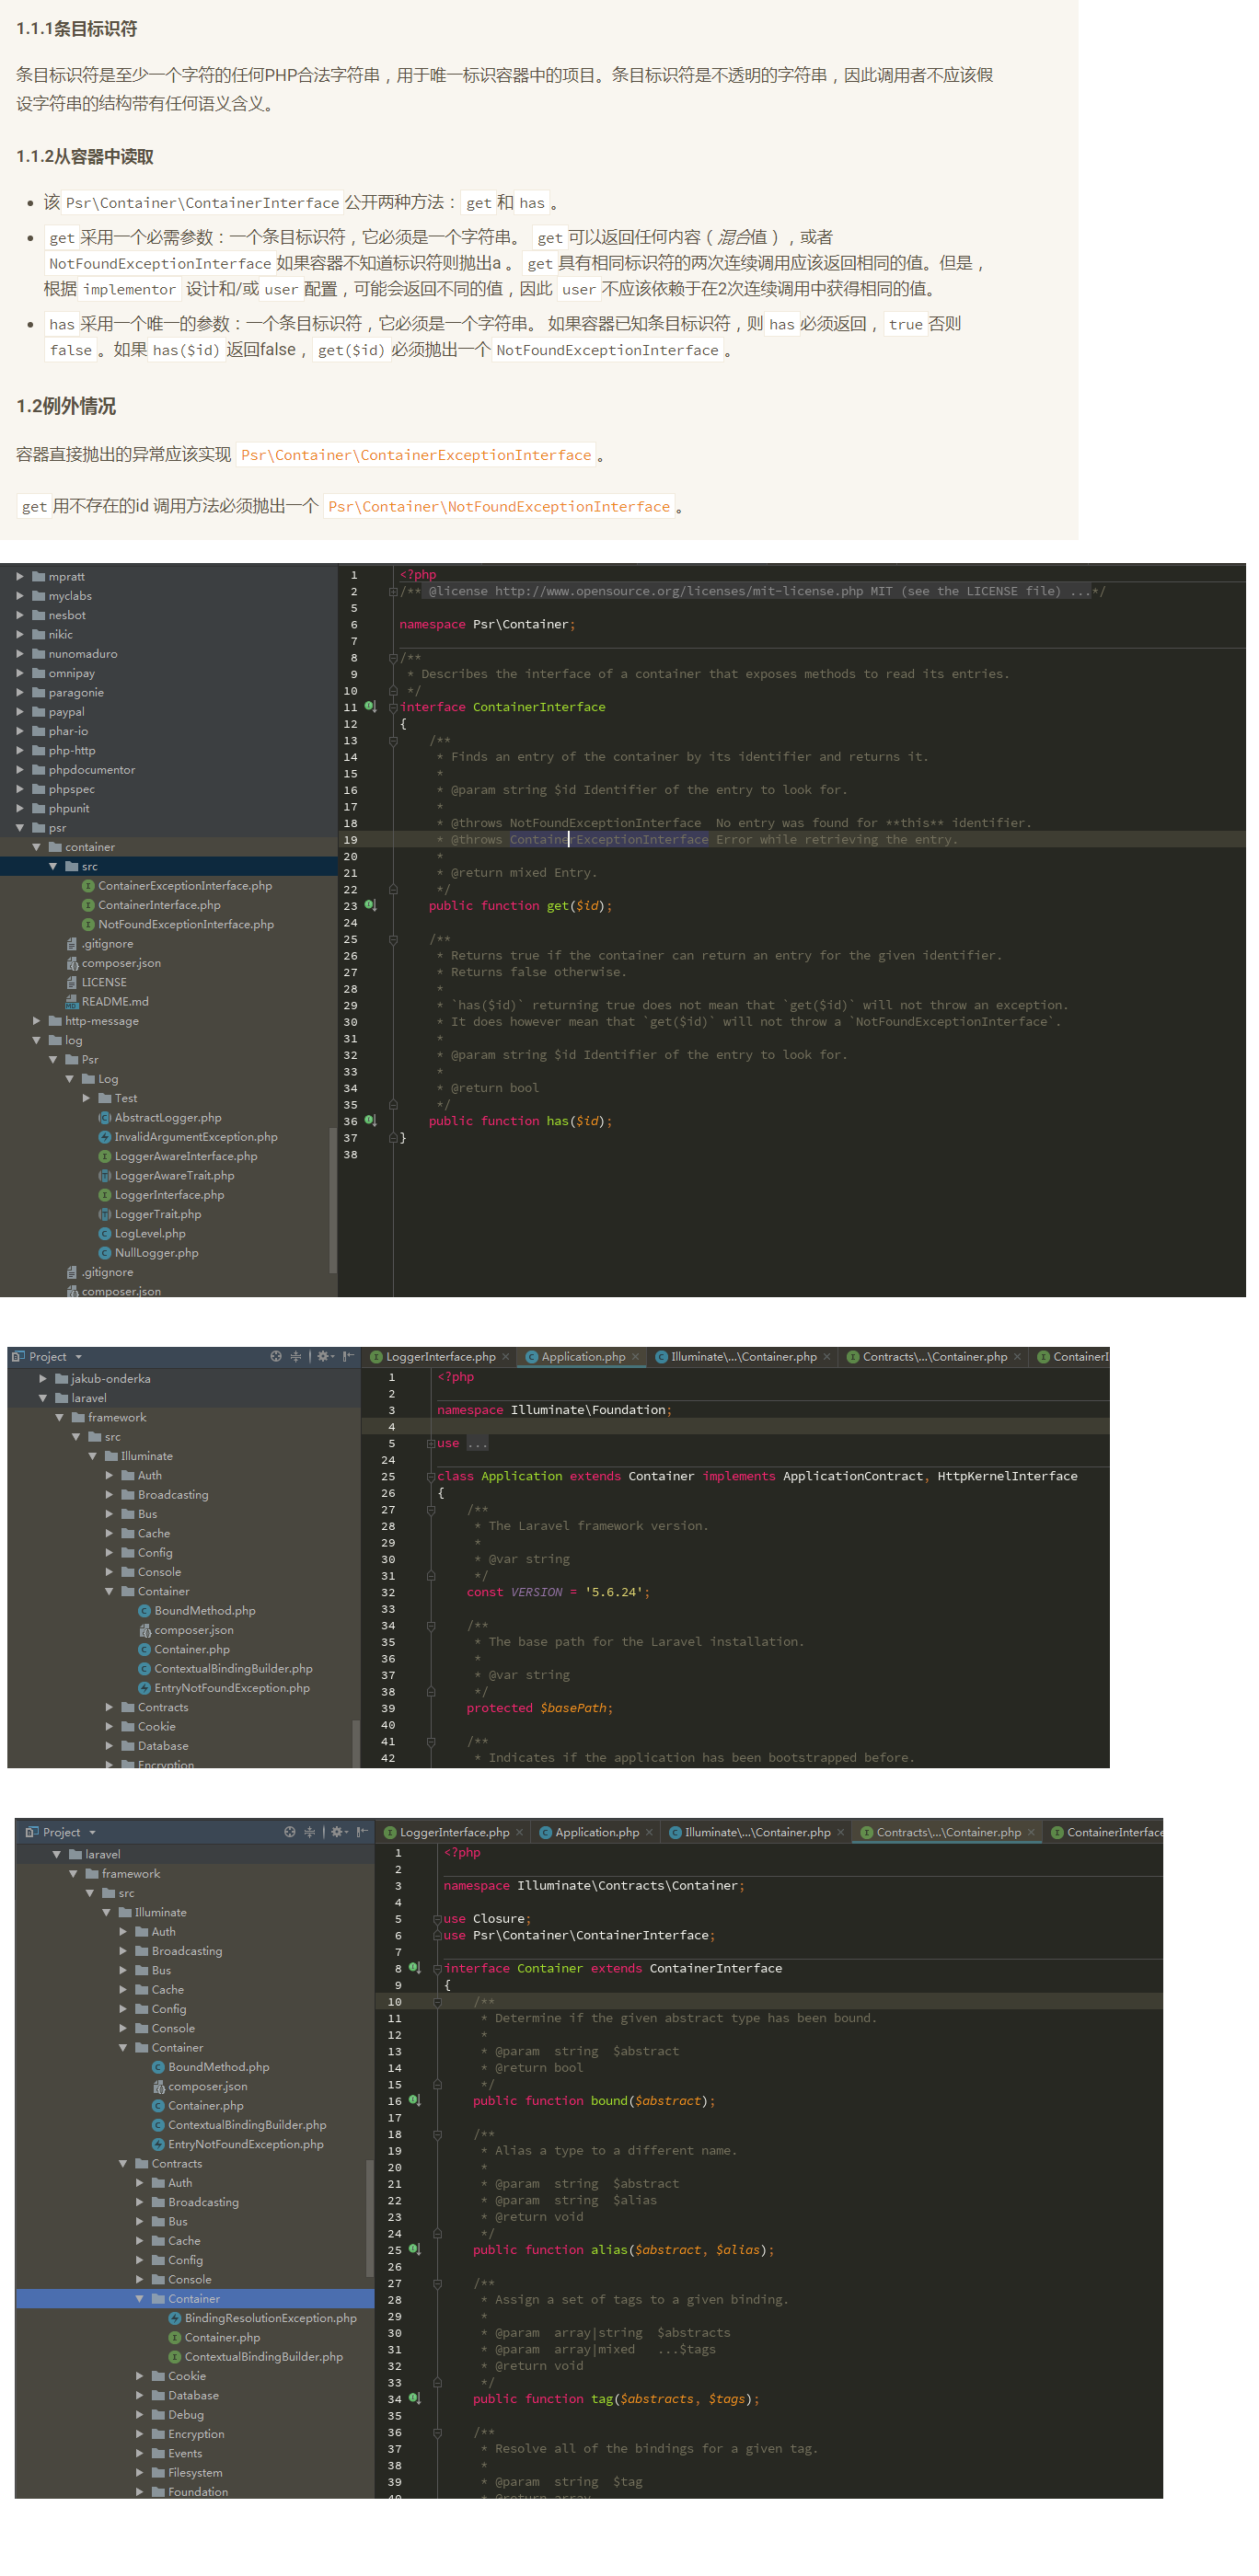 1.1.1条目标识符
条目标识符是至少一个字符的任何PHP合法字符串，用于唯一标识容器中的项目。条目标识符是不透明的字符串，因此调用者不应该假
设字符串的结构带有任何语义含义。
1.1.2从容器中读取
• 该 Psr\Container\ContainerInterface 公开两种方法： get 和 has 。
• get 采用一个必需参数：一个条目标识符，它必须是一个字符串。 get 可以返回任何内容（混合值），或者
NotFoundExceptionInterface 如果容器不知道标识符则抛出a 。 get 具有相同标识符的两次连续调用应该返回相同的值。但是，
根据 implementor 设计和/或 user 配置，可能会返回不同的值，因此 user 不应该依赖于在2次连续调用中获得相同的值。
• has 采用一个唯一的参数：一个条目标识符，它必须是一个字符串。 如果容器已知条目标识符，则 has 必须返回， true 否则
false 。如果 has($id) 返回false， get($id) 必须抛出一个 NotFoundExceptionInterface 。
1.2例外情况
容器直接抛出的异常应该实现 Psr\Container\ContainerExceptionInterface 。
get 用不存在的id 调用方法必须抛出一个 Psr\Container\NotFoundExceptionInterface 。
mpratt
myclabs
nesbot
nikic
nunomaduro
omnipay
paragonie
paypal
phar-io
php-http
phpdocumentor
phpspec
phpunit
psr
container
src
ContainerExceptionInterface.php
ContainerInterface.php
NotFoundExceptionInterface.php
.gitignore
composer.json
LICENSE
README.md
http-message
log
Psr
Log
Test
AbstractLogger.php
InvalidArgumentException.php
LoggerAwareInterface.php
LoggerAwareTrait.php
LoggerInterface.php
LoggerTrait.php
LogLevel.php
NullLogger.php
.gitignore
composer.json
1 <?php
2 /** @license http://www.opensource.org/licenses/mit-license.php MIT (see the LICENSE file) ...*/
5
6 namespace Psr\Container;
7
8 /**
9 * Describes the interface of a container that exposes methods to read its entries.
10 */
11 interface ContainerInterface
12 {
13 /**
14 * Finds an entry of the container by its identifier and returns it.
15 *
16 * @param string $id Identifier of the entry to look for.
17 *
18 * @throws NotFoundExceptionInterface  No entry was found for **this** identifier.
19 * @throws ContainerExceptionInterface Error while retrieving the entry.
20 *
21 * @return mixed Entry.
22 */
23 public function get($id);
24
25 /**
26 * Returns true if the container can return an entry for the given identifier.
27 * Returns false otherwise.
28 *
29 * `has($id)` returning true does not mean that `get($id)` will not throw an exception.
30 * It does however mean that `get($id)` will not throw a `NotFoundExceptionInterface`.
31 *
32 * @param string $id Identifier of the entry to look for.
33 *
34 * @return bool
35 */
36 public function has($id);
37 }
38
Project
jakub-onderka
laravel
framework
src
Illuminate
Auth
Broadcasting
Bus
Cache
Config
Console
Container
BoundMethod.php
composer.json
Container.php
ContextualBindingBuilder.php
EntryNotFoundException.php
Contracts
Cookie
Database
Encryption
LoggerInterface.php Application.php Illuminate\...\Container.php Contracts\...\Container.php ContainerI
1 <?php
2
3 namespace Illuminate\Foundation;
4
5 use ...
24
25 class Application extends Container implements ApplicationContract, HttpKernelInterface
26 {
27 /**
28 * The Laravel framework version.
29 *
30 * @var string
31 */
32 const VERSION = '5.6.24';
33
34 /**
35 * The base path for the Laravel installation.
36 *
37 * @var string
38 */
39 protected $basePath;
40
41 /**
42 * Indicates if the application has been bootstrapped before.
Project
laravel
framework
src
Illuminate
Auth
Broadcasting
Bus
Cache
Config
Console
Container
BoundMethod.php
composer.json
Container.php
ContextualBindingBuilder.php
EntryNotFoundException.php
Contracts
Auth
Broadcasting
Bus
Cache
Config
Console
Container
BindingResolutionException.php
Container.php
ContextualBindingBuilder.php
Cookie
Database
Debug
Encryption
Events
Filesystem
Foundation
LoggerInterface.php Application.php Illuminate\...\Container.php Contracts\...\Container.php ContainerInterface
1 <?php
2
3 namespace Illuminate\Contracts\Container;
4
5 use Closure;
6 use Psr\Container\ContainerInterface;
7
8 interface Container extends ContainerInterface
9 {
10 /**
11 * Determine if the given abstract type has been bound.
12 *
13 * @param  string  $abstract
14 * @return bool
15 */
16 public function bound($abstract);
17
18 /**
19 * Alias a type to a different name.
20 *
21 * @param  string  $abstract
22 * @param  string  $alias
23 * @return void
24 */
25 public function alias($abstract, $alias);
26
27 /**
28 * Assign a set of tags to a given binding.
29 *
30 * @param  array|string  $abstracts
31 * @param  array|mixed   ...$tags
32 * @return void
33 */
34 public function tag($abstracts, $tags);
35
36 /**
37 * Resolve all of the bindings for a given tag.
38 *
39 * @param  string  $tag
40 * @return array